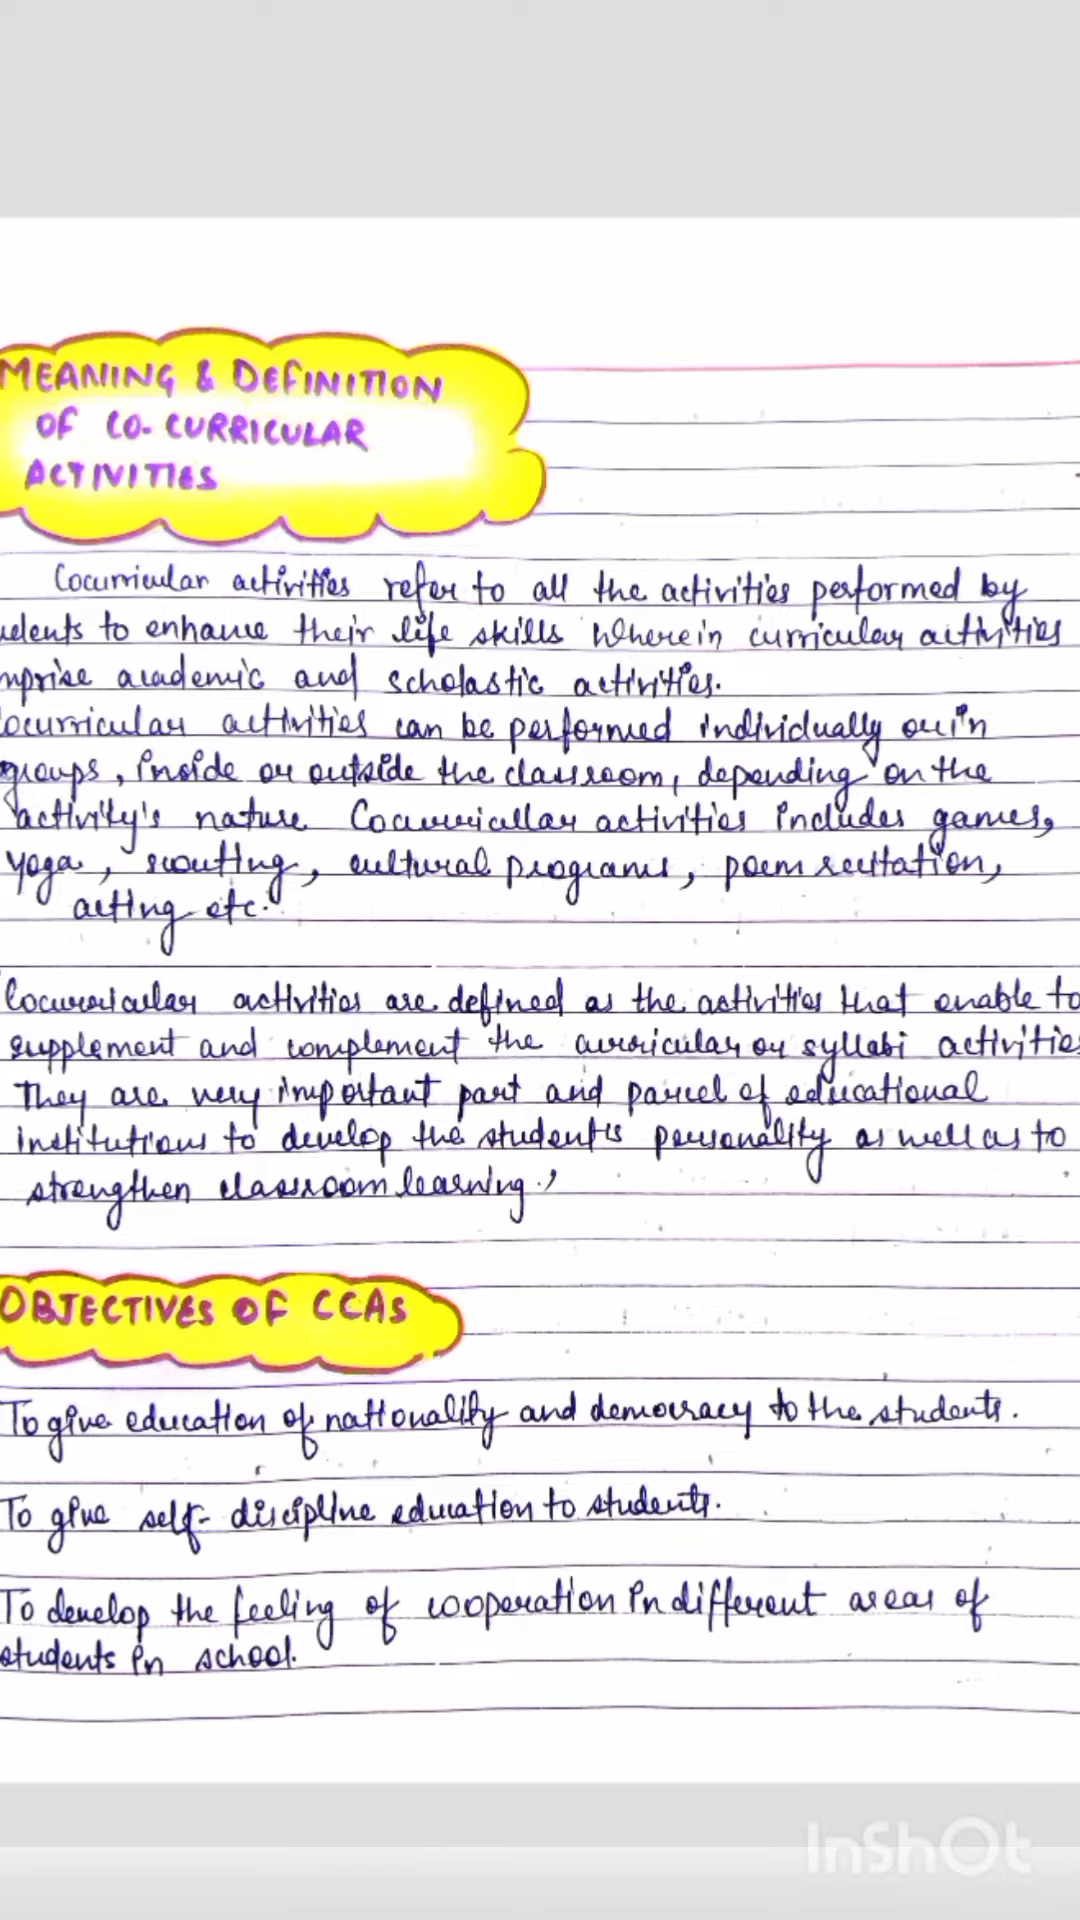 MEANING & DEFINITION
OF CO-CURRICULAR
ACTIVITIES
Cocurricular activities refer to all the activities performed by
udents to enhance their life skills wherein curricular activities
mprise academic and scholastic activities.
ocurricular activities can be performed individually or in
groups, inside or outside the classroom, depending on the
activity's nature Cocurricullar activities includes games,
yoga, scouting, cultural programs, poem recitation,
acting etc.
Cocurricular activities are defined as the activities that enable to
supplement and complement the curricular or syllabi activities
They are very important part and parcel of educational
institutions to develop the students personality as well as to
strengthen classroom learning.
OBJECTIVES OF CCAS
To give education of nationality and democracy to the students.
To give self-discipline education to students.
To develop the feeling of cooperation in different areas of
students in school.
InShOt